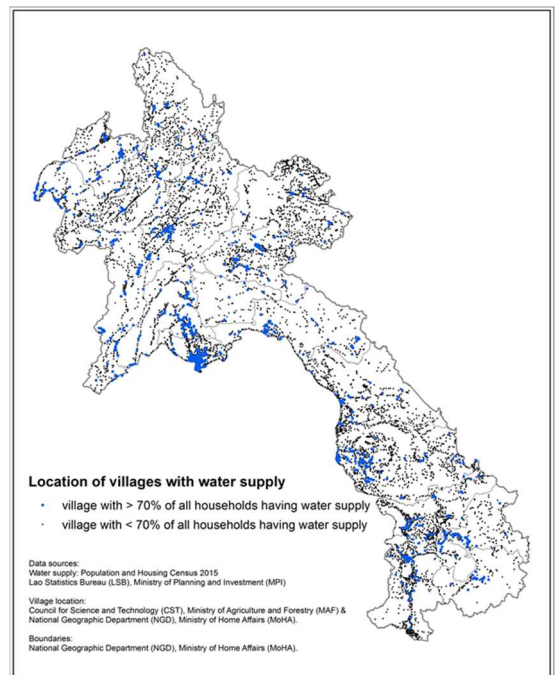 Location of villages with water supply
village with > 70% of all households having water supply
village with < 70% of all households having water supply
Data sources:
Water supply: Population and Housing Census 2015
Lao Statistics Bureau (LSB), Ministry of Planning and Investment (MPI)
Village location:
Council for Science and Technology (CST), Ministry of Agriculture and Forestry (MAF) &
National Geographic Department (NGD), Ministry of Home Affairs (MoHA).
Boundaries:
National Geographic Department (NGD), Ministry of Home Affairs (MoHA).